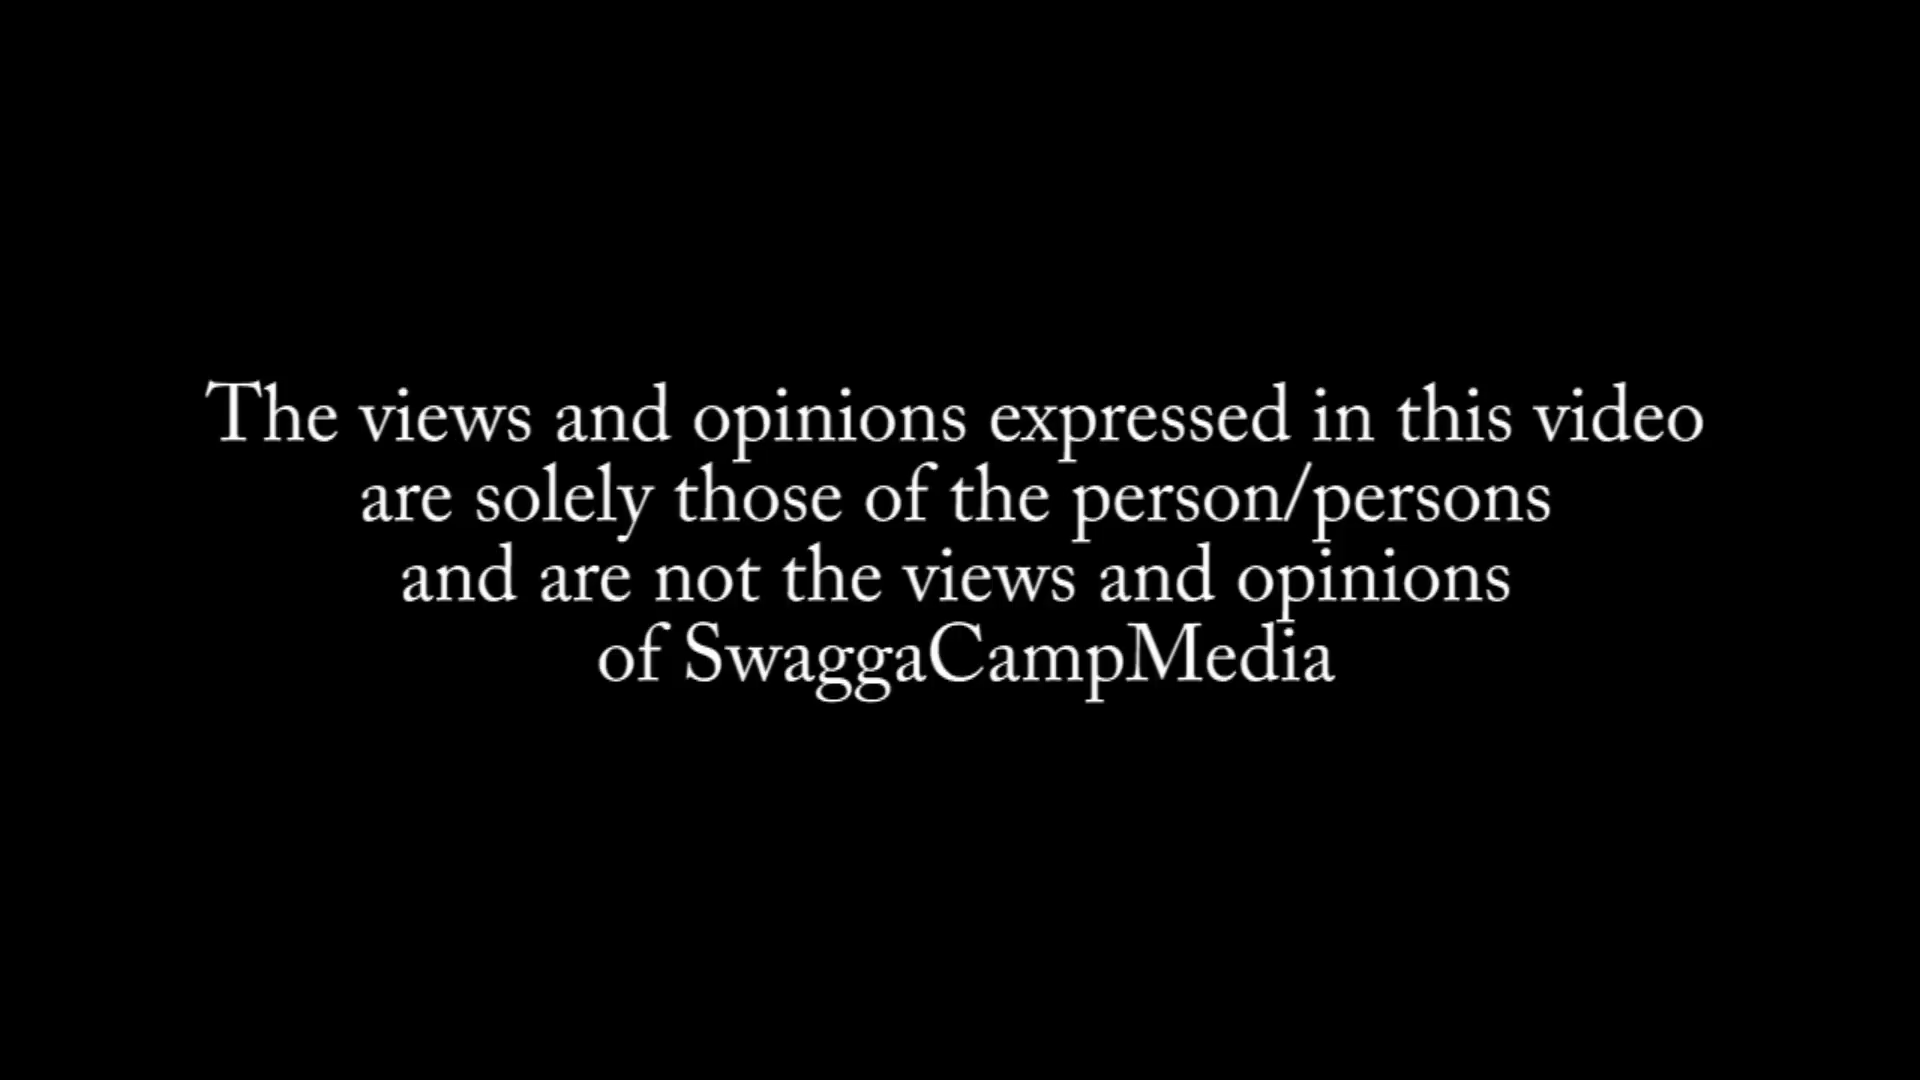 The views and opinions expressed in this video
are solely those of the person/persons
and are not the views and opinions
of SwaggaCampMedia